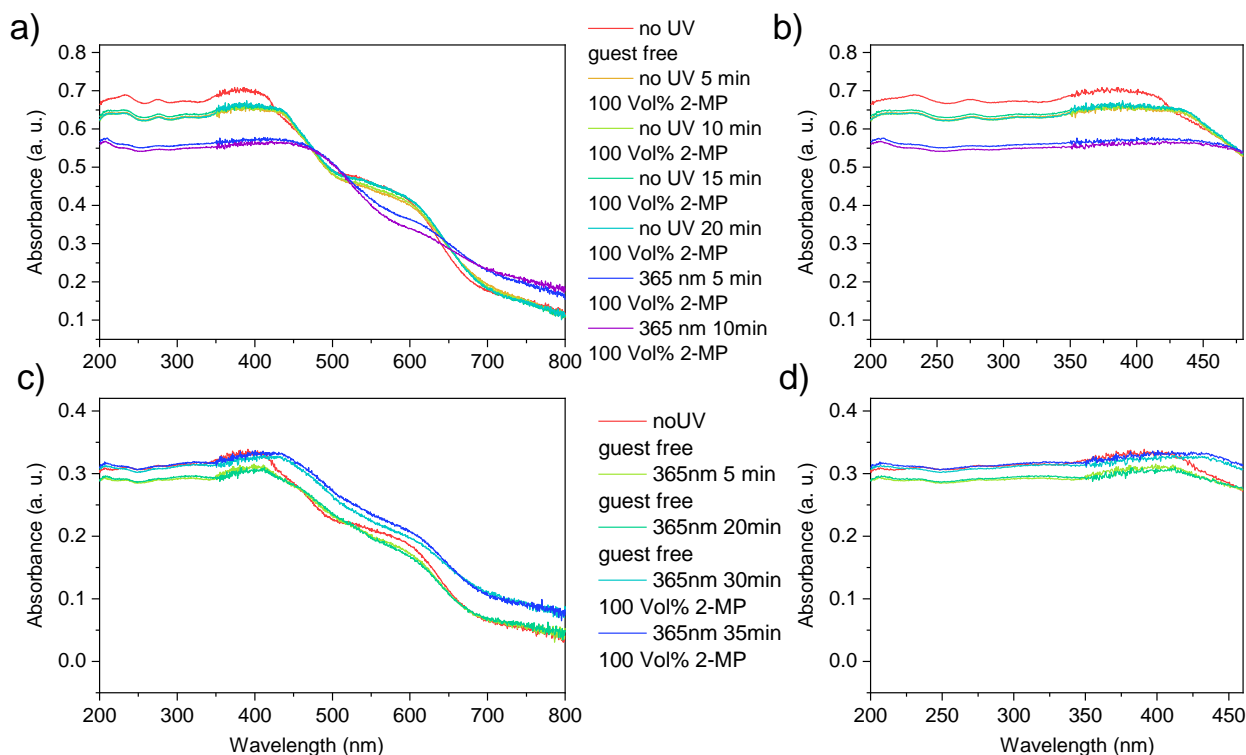 a)
0.8
0.7
0.6
0.5
0.4
0.3
0.2
0.1
Absorbance (a. u.)
200 300 400 500 600 700 800
no UV
guest free
no UV 5 min
100 Vol% 2-MP
no UV 10 min
100 Vol% 2-MP
no UV 15 min
100 Vol% 2-MP
no UV 20 min
100 Vol% 2-MP
365 nm 5 min
100 Vol% 2-MP
365 nm 10min
100 Vol% 2-MP
b)
0.8
0.7
0.6
0.5
0.4
0.3
0.2
0.1
Absorbance (a. u.)
200 250 300 350 400 450
c)
0.4
0.3
0.2
0.1
0.0
Absorbance (a. u.)
200 300 400 500 600 700 800
Wavelength (nm)
noUV
guest free
365nm 5 min
guest free
365nm 20min
guest free
365nm 30min
100 Vol% 2-MP
365nm 35min
100 Vol% 2-MP
d)
0.4
0.3
0.2
0.1
0.0
Absorbance (a. u.)
200 250 300 350 400 450
Wavelength (nm)